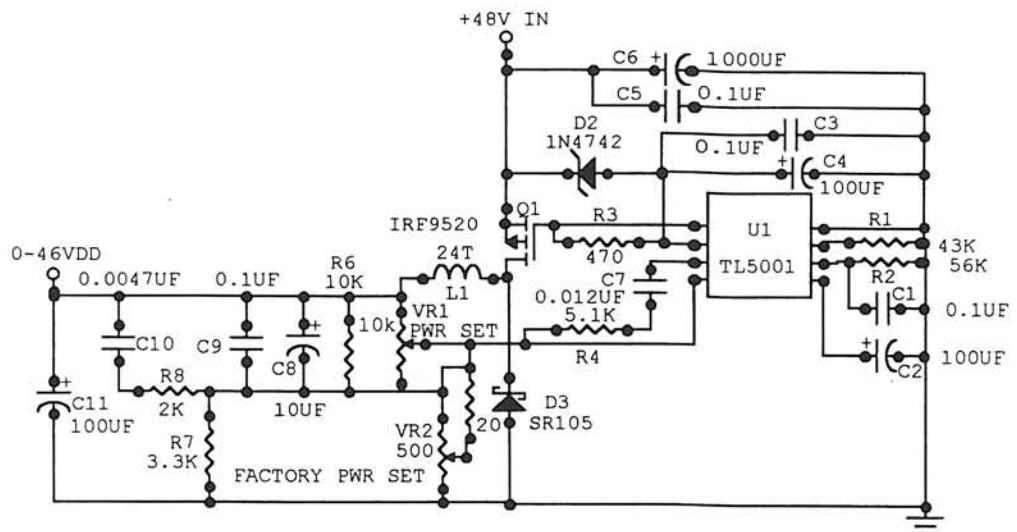 +48V IN
C6
+
1000UF
C5
0.1UF
D2
1N4742
C3
0.1UF
+
C4
100UF
Q1
IRF9520
R3
470
U1
TL5001
R1
43K
R2
56K
0-46VDD
24T
L1
0.0047UF
0.1UF
R6
10K
C7
0.012UF
C1
0.1UF
10k
VR1
PWR SET
5.1K
R4
+
C10
C9
C8
+
C2
100UF
+
C11
100UF
R8
2K
10UF
D3
SR105
R7
3.3K
VR2
500
20
FACTORY PWR SET